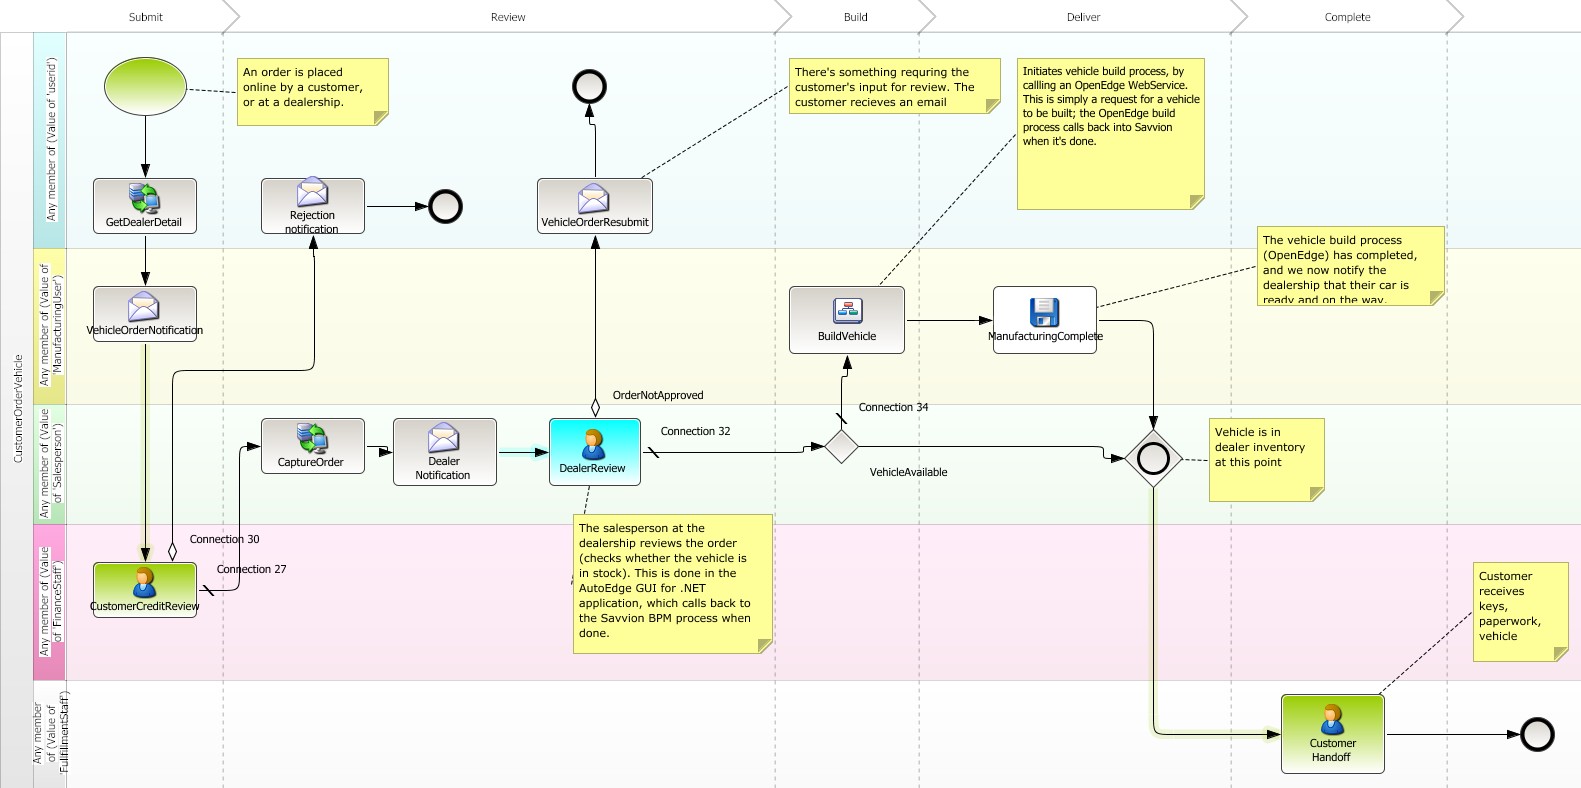 Submit
Review
Build
Deliver
Complete
CustomerOrderVehicle
Any member of (Value of 'userid')
An order is placed
online by a customer,
or at a dealership.
There's something requring the
customer's input for review. The
customer recieves an email
Initiates vehicle build process, by
callling an OpenEdge WebService.
This is simply a request for a vehicle
to be built; the OpenEdge build
process calls back into Savvion
when it's done.
GetDealerDetail
Rejection
notification
VehicleOrderResubmit
Any member of (Value of
'ManufacturingUser')
The vehicle build process
(OpenEdge) has completed,
and we now notify the
dealership that their car is
ready and on the way.
VehicleOrderNotification
BuildVehicle
ManufacturingComplete
OrderNotApproved
Connection 34
Any member of (Value
of 'Salesperson')
CaptureOrder
Dealer
Notification
DealerReview
Connection 32
VehicleAvailable
Vehicle is in
dealer inventory
at this point
Any member of (Value
of 'FinanceStaff')
Connection 30
Connection 27
CustomerCreditReview
The salesperson at the
dealership reviews the order
(checks whether the vehicle is
in stock). This is done in the
AutoEdge GUI for .NET
application, which calls back to
the Savvion BPM process when
done.
Customer
receives
keys,
paperwork,
vehicle
Any member
of (Value of
'FullfillmentStaff')
Customer
Handoff